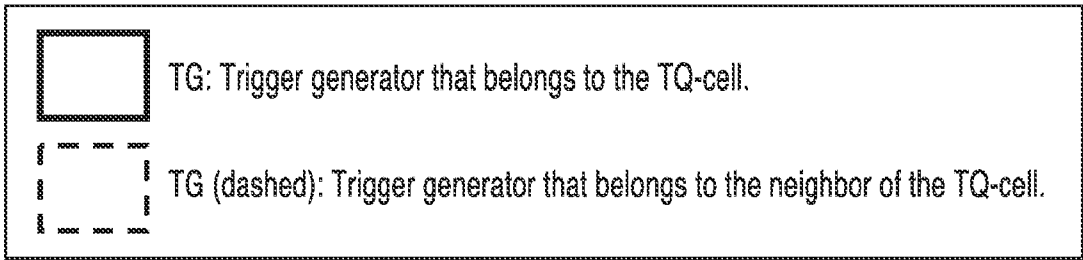 TG: Trigger generator that belongs to the TQ-cell.
TG (dashed): Trigger generator that belongs to the neighbor of the TQ-cell.